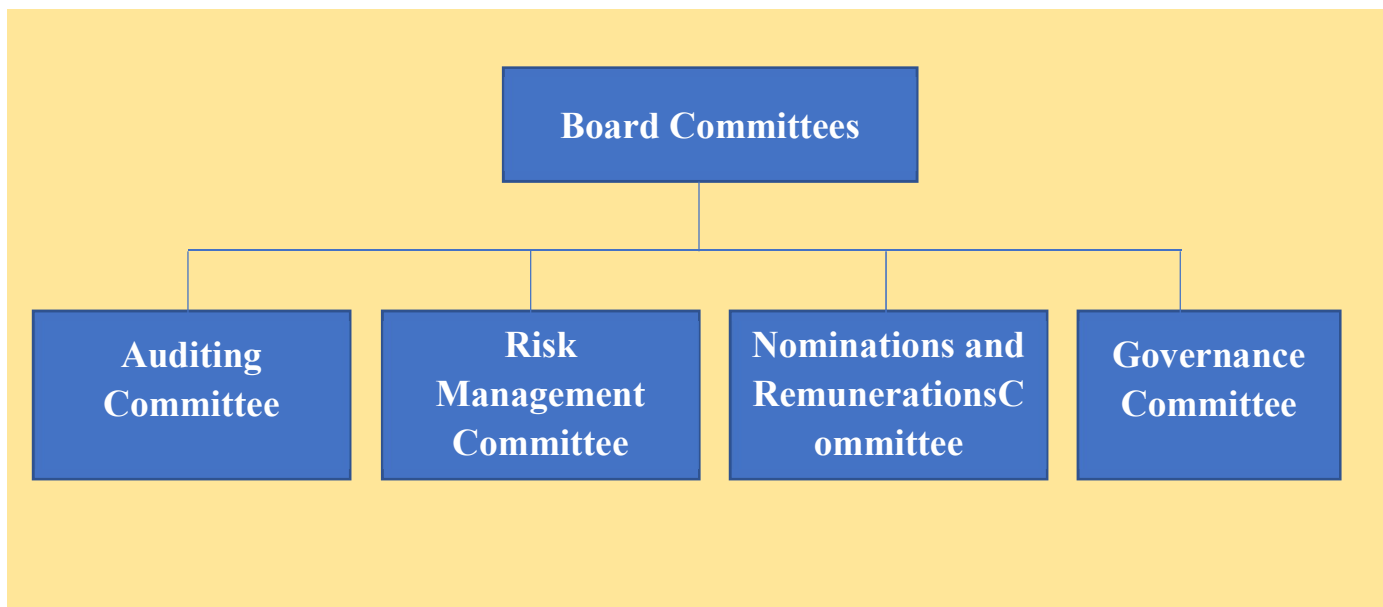 Board Committees
Auditing
Committee
Risk
Management
Committee
Nominations and
RemunerationsC
ommittee
Governance
Committee